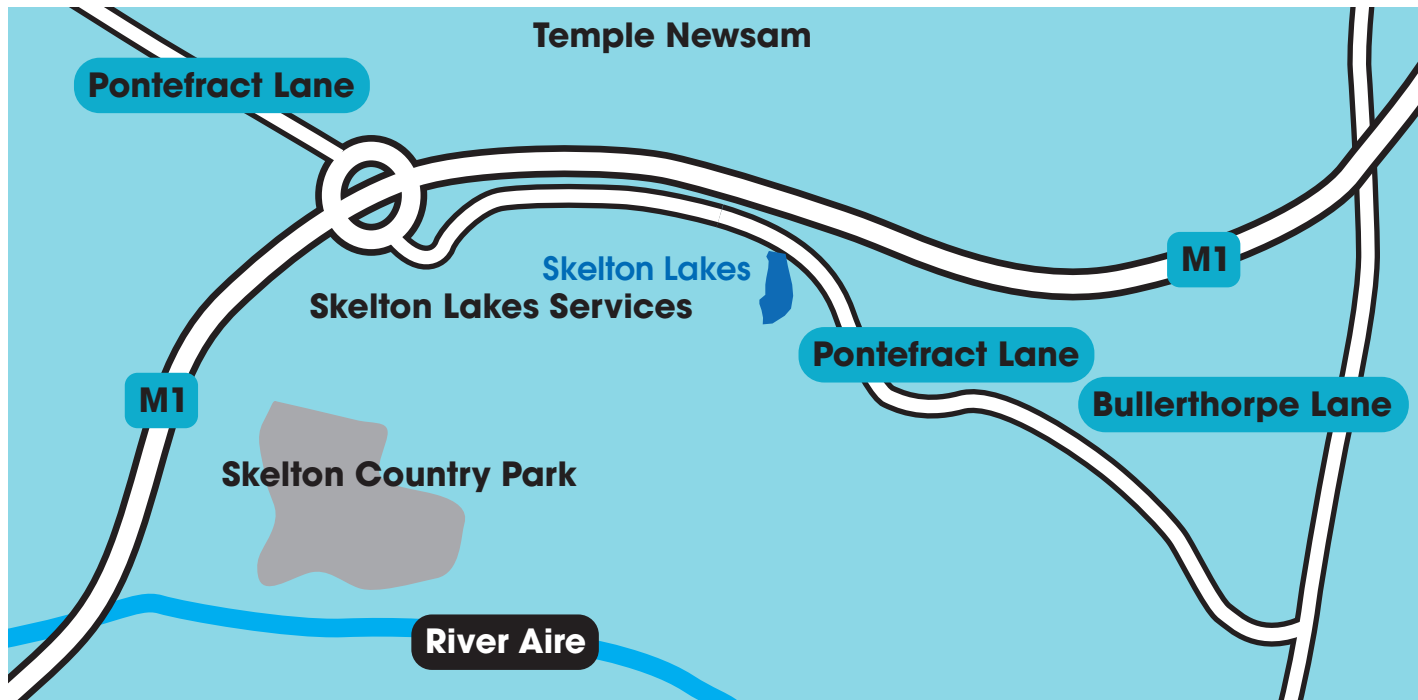 Temple Newsam
Pontefract Lane
M1
Skelton Lakes
Skelton Lakes Services
Pontefract Lane
M1
Bullerthorpe Lane
Skelton Country Park
River Aire